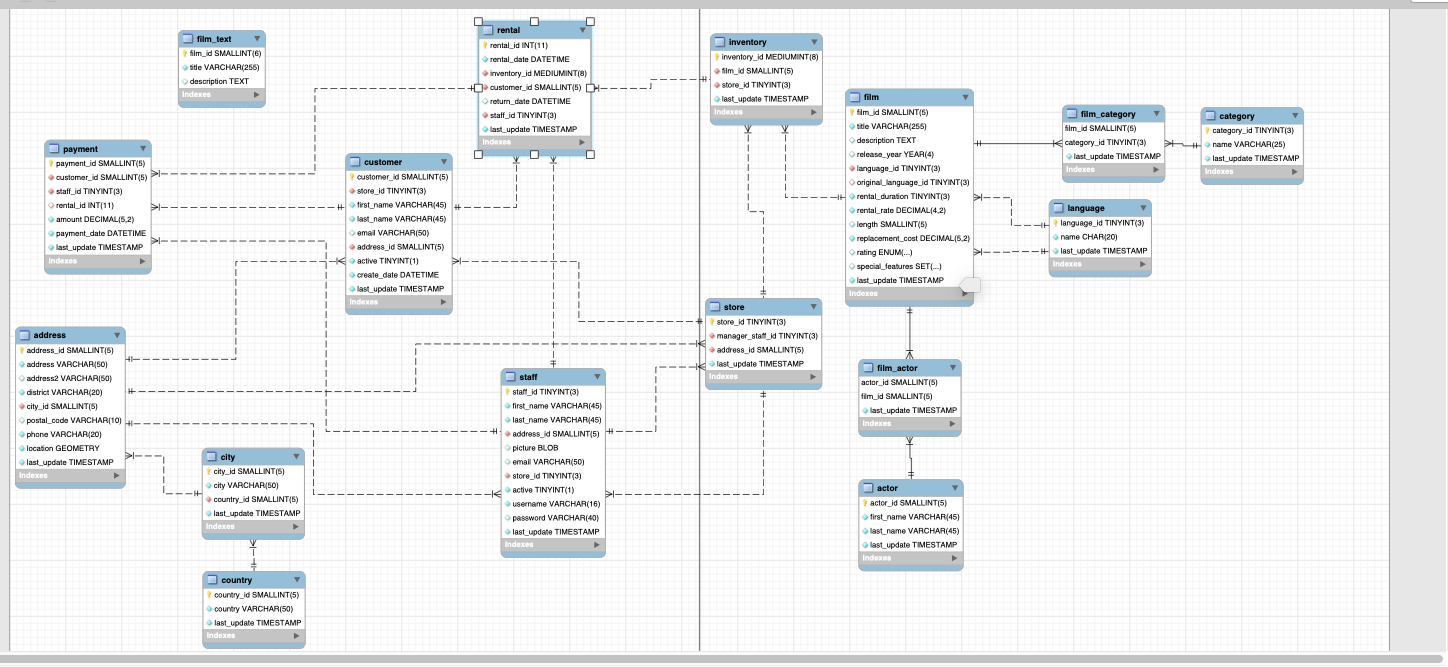 film_text
film_id SMALLINT(6)
title VARCHAR(255)
description TEXT
Indexes
rental
rental_id INT(11)
rental_date DATETIME
inventory_id MEDIUMINT(8)
customer_id SMALLINT(5)
return_date DATETIME
staff_id TINYINT(3)
last_update TIMESTAMP
Indexes
inventory
inventory_id MEDIUMINT(8)
film_id SMALLINT(5)
store_id TINYINT(3)
last_update TIMESTAMP
Indexes
film
film_id SMALLINT(5)
title VARCHAR(255)
description TEXT
release_year YEAR(4)
language_id TINYINT(3)
original_language_id TINYINT(3)
rental_duration TINYINT(3)
rental_rate DECIMAL(4,2)
length SMALLINT(5)
replacement_cost DECIMAL(5,2)
rating ENUM(...)
special_features SET(...)
last_update TIMESTAMP
Indexes
film_category
film_id SMALLINT(5)
category_id TINYINT(3)
last_update TIMESTAMP
Indexes
category
category_id TINYINT(3)
name VARCHAR(25)
last_update TIMESTAMP
Indexes
payment
payment_id SMALLINT(5)
customer_id SMALLINT(5)
staff_id TINYINT(3)
rental_id INT(11)
amount DECIMAL(5,2)
payment_date DATETIME
last_update TIMESTAMP
Indexes
customer
customer_id SMALLINT(5)
store_id TINYINT(3)
first_name VARCHAR(45)
last_name VARCHAR(45)
email VARCHAR(50)
address_id SMALLINT(5)
active TINYINT(1)
create_date DATETIME
last_update TIMESTAMP
Indexes
language
language_id TINYINT(3)
name CHAR(20)
last_update TIMESTAMP
Indexes
store
store_id TINYINT(3)
manager_staff_id TINYINT(3)
address_id SMALLINT(5)
last_update TIMESTAMP
Indexes
address
address_id SMALLINT(5)
address VARCHAR(50)
address2 VARCHAR(50)
district VARCHAR(20)
city_id SMALLINT(5)
postal_code VARCHAR(10)
phone VARCHAR(20)
location GEOMETRY
last_update TIMESTAMP
Indexes
staff
staff_id TINYINT(3)
first_name VARCHAR(45)
last_name VARCHAR(45)
address_id SMALLINT(5)
picture BLOB
email VARCHAR(50)
store_id TINYINT(3)
active TINYINT(1)
username VARCHAR(16)
password VARCHAR(40)
last_update TIMESTAMP
Indexes
film_actor
actor_id SMALLINT(5)
film_id SMALLINT(5)
last_update TIMESTAMP
Indexes
city
city_id SMALLINT(5)
city VARCHAR(50)
country_id SMALLINT(5)
last_update TIMESTAMP
Indexes
actor
actor_id SMALLINT(5)
first_name VARCHAR(45)
last_name VARCHAR(45)
last_update TIMESTAMP
Indexes
country
country_id SMALLINT(5)
country VARCHAR(50)
last_update TIMESTAMP
Indexes